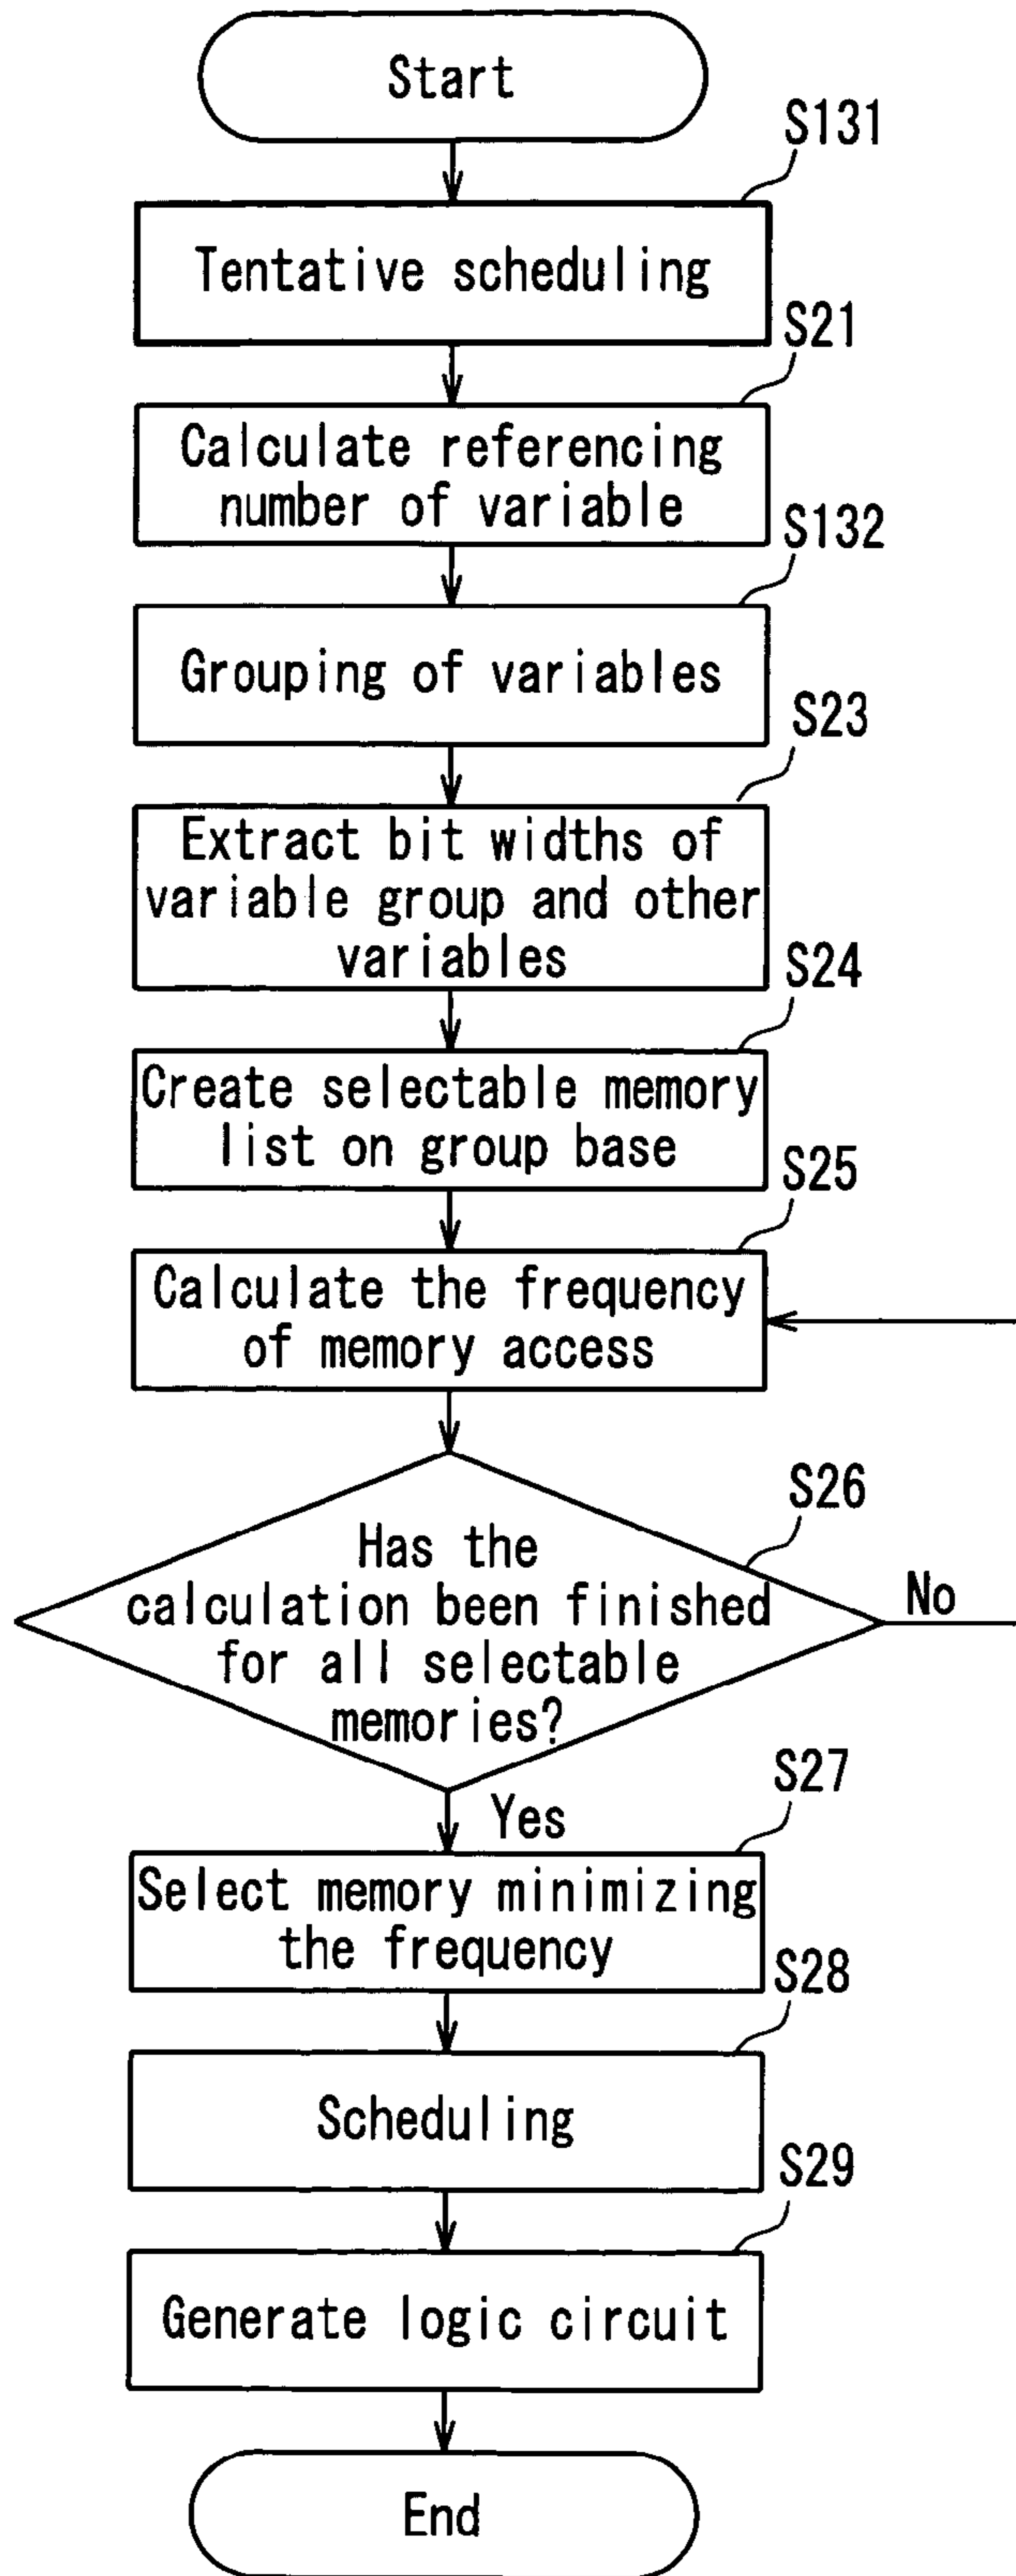 Start
S131
Tentative scheduling
S21
Calculate referencing
number of variable
S132
Grouping of variables
S23
Extract bit widths of
variable group and other
variables
S24
Create selectable memory
list on group base
S25
Calculate the frequency
of memory access
S26
Has the
calculation been finished
for all selectable
memories?
No
Yes
S27
Select memory minimizing
the frequency
S28
Scheduling
S29
Generate logic circuit
End